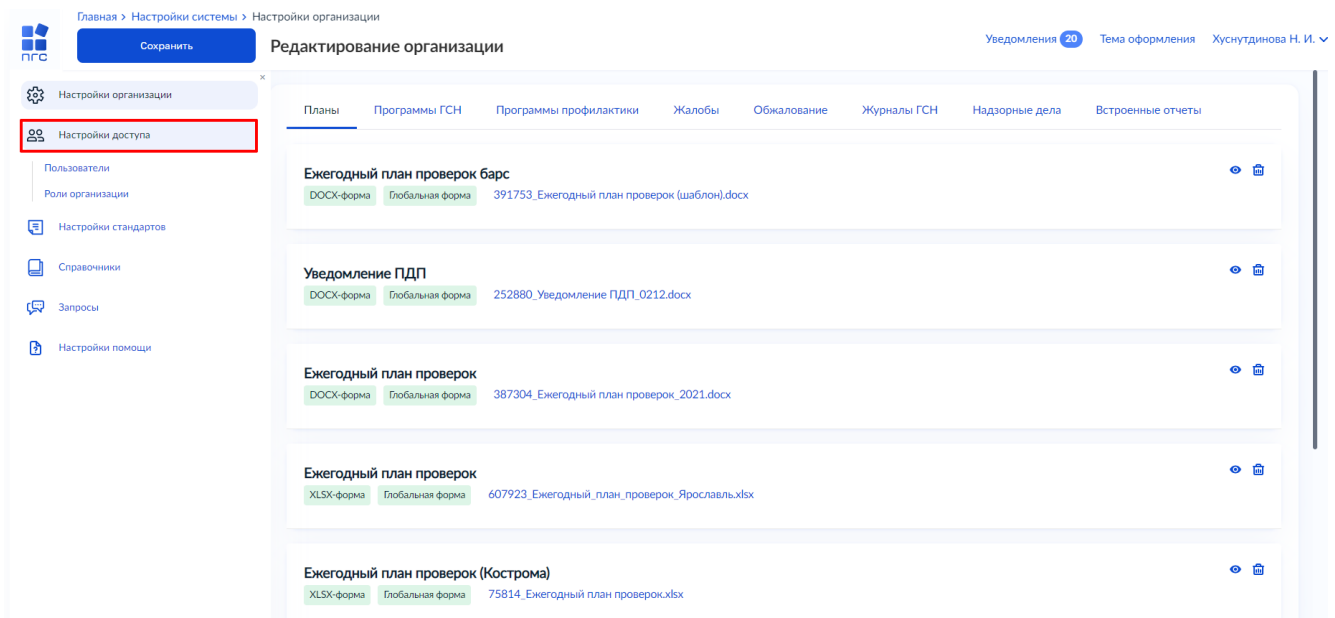 Главная > Настройки системы > Настройки организации
пгс
Сохранить
Редактирование организации
Уведомления 20 Тема оформления Хуснутдинова Н. И.
Настройки организации
Настройки доступа
Пользователи
Роли организации
Настройки стандартов
Справочники
Запросы
Настройки помощи
Планы Программы ГСН Программы профилактики Жалобы Обжалование Журналы ГСН Надзорные дела Встроенные отчеты
Ежегодный план проверок барс
DOCX-форма Глобальная форма 391753_Ежегодный план проверок (шаблон).docx
Уведомление ПДП
DOCX-форма Глобальная форма 252880_Уведомление ПДП_0212.docx
Ежегодный план проверок
DOCX-форма Глобальная форма 387304_Ежегодный план проверок_2021.docx
Ежегодный план проверок
XLSX-форма Глобальная форма 607923_Ежегодный_план_проверок_Ярославль.xlsx
Ежегодный план проверок (Кострома)
XLSX-форма Глобальная форма 75814_Ежегодный план проверок.xlsx